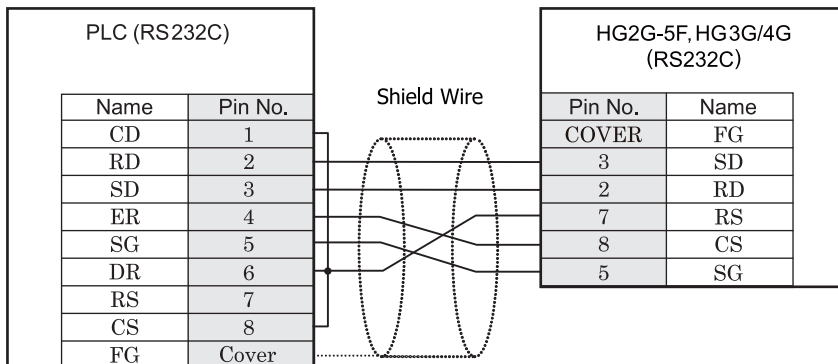 PLC (RS232C)
Name Pin No.
CD 1
RD 2
SD 3
ER 4
SG 5
DR 6
RS 7
CS 8
FG Cover
Shield Wire
HG2G-5F, HG3G/4G
(RS232C)
Pin No. Name
COVER FG
3 SD
2 RD
7 RS
8 CS
5 SG